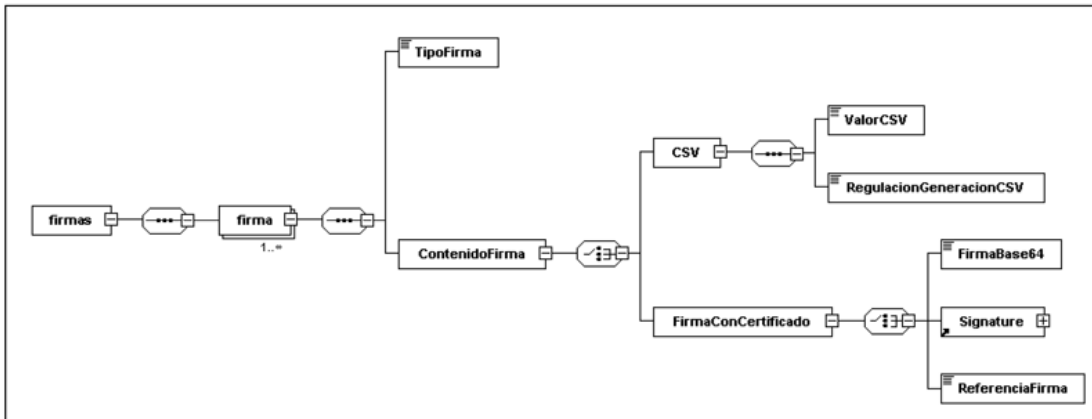 TipoFirma
ValorCSV
CSV
RegulacionGeneracionCSV
firmas
firma
1..∞
ContenidoFirma
FirmaBase64
FirmaConCertificado
Signature
ReferenciaFirma